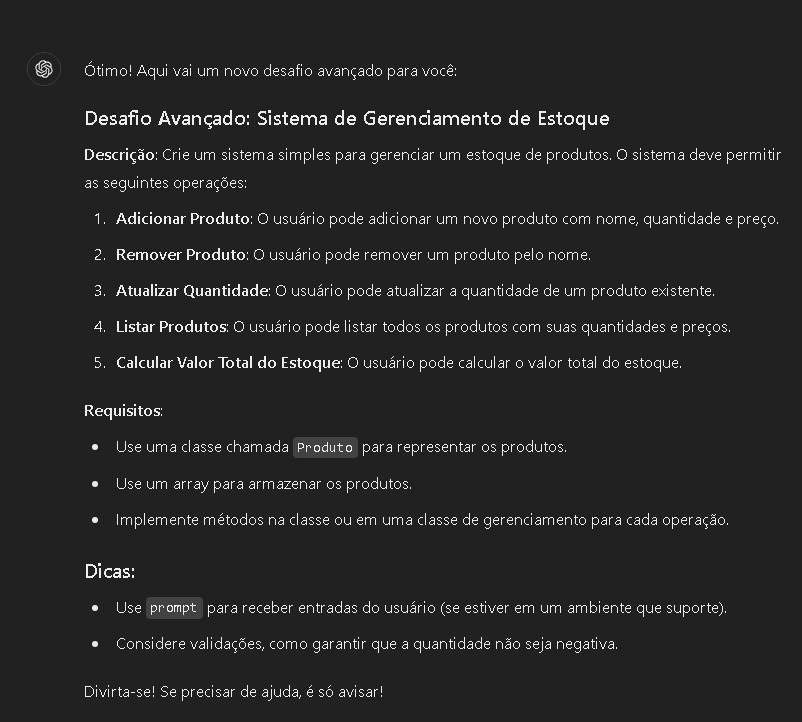 Ótimo! Aqui vai um novo desafio avançado para você:
Desafio Avançado: Sistema de Gerenciamento de Estoque
Descrição: Crie um sistema simples para gerenciar um estoque de produtos. O sistema deve permitir
as seguintes operações:
1. Adicionar Produto: O usuário pode adicionar um novo produto com nome, quantidade e preço.
2. Remover Produto: O usuário pode remover um produto pelo nome.
3. Atualizar Quantidade: O usuário pode atualizar a quantidade de um produto existente.
4. Listar Produtos: O usuário pode listar todos os produtos com suas quantidades e preços.
5. Calcular Valor Total do Estoque: O usuário pode calcular o valor total do estoque.
Requisitos:
• Use uma classe chamada Produto para representar os produtos.
• Use um array para armazenar os produtos.
• Implemente métodos na classe ou em uma classe de gerenciamento para cada operação.
Dicas:
• Use prompt para receber entradas do usuário (se estiver em um ambiente que suporte).
• Considere validações, como garantir que a quantidade não seja negativa.
Divirta-se! Se precisar de ajuda, é só avisar!